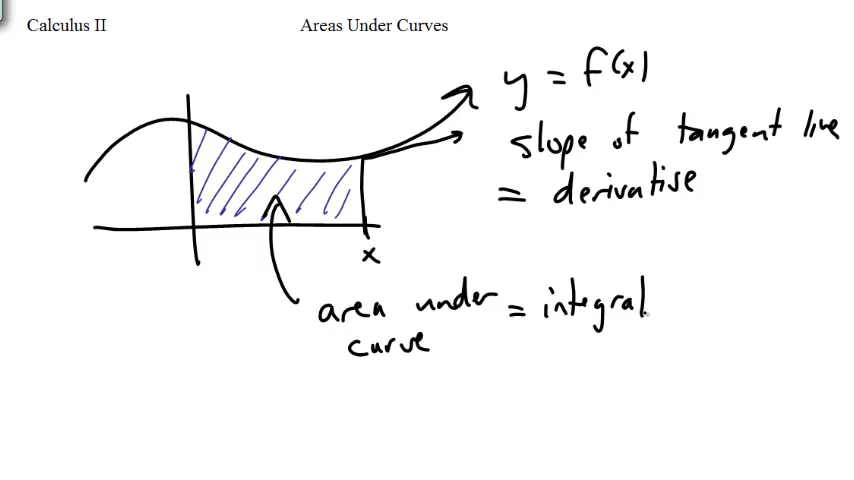 Calculus II
Areas Under Curves
y = f(x)
slope of tangent line
= derivative
x
area under = integral
curve